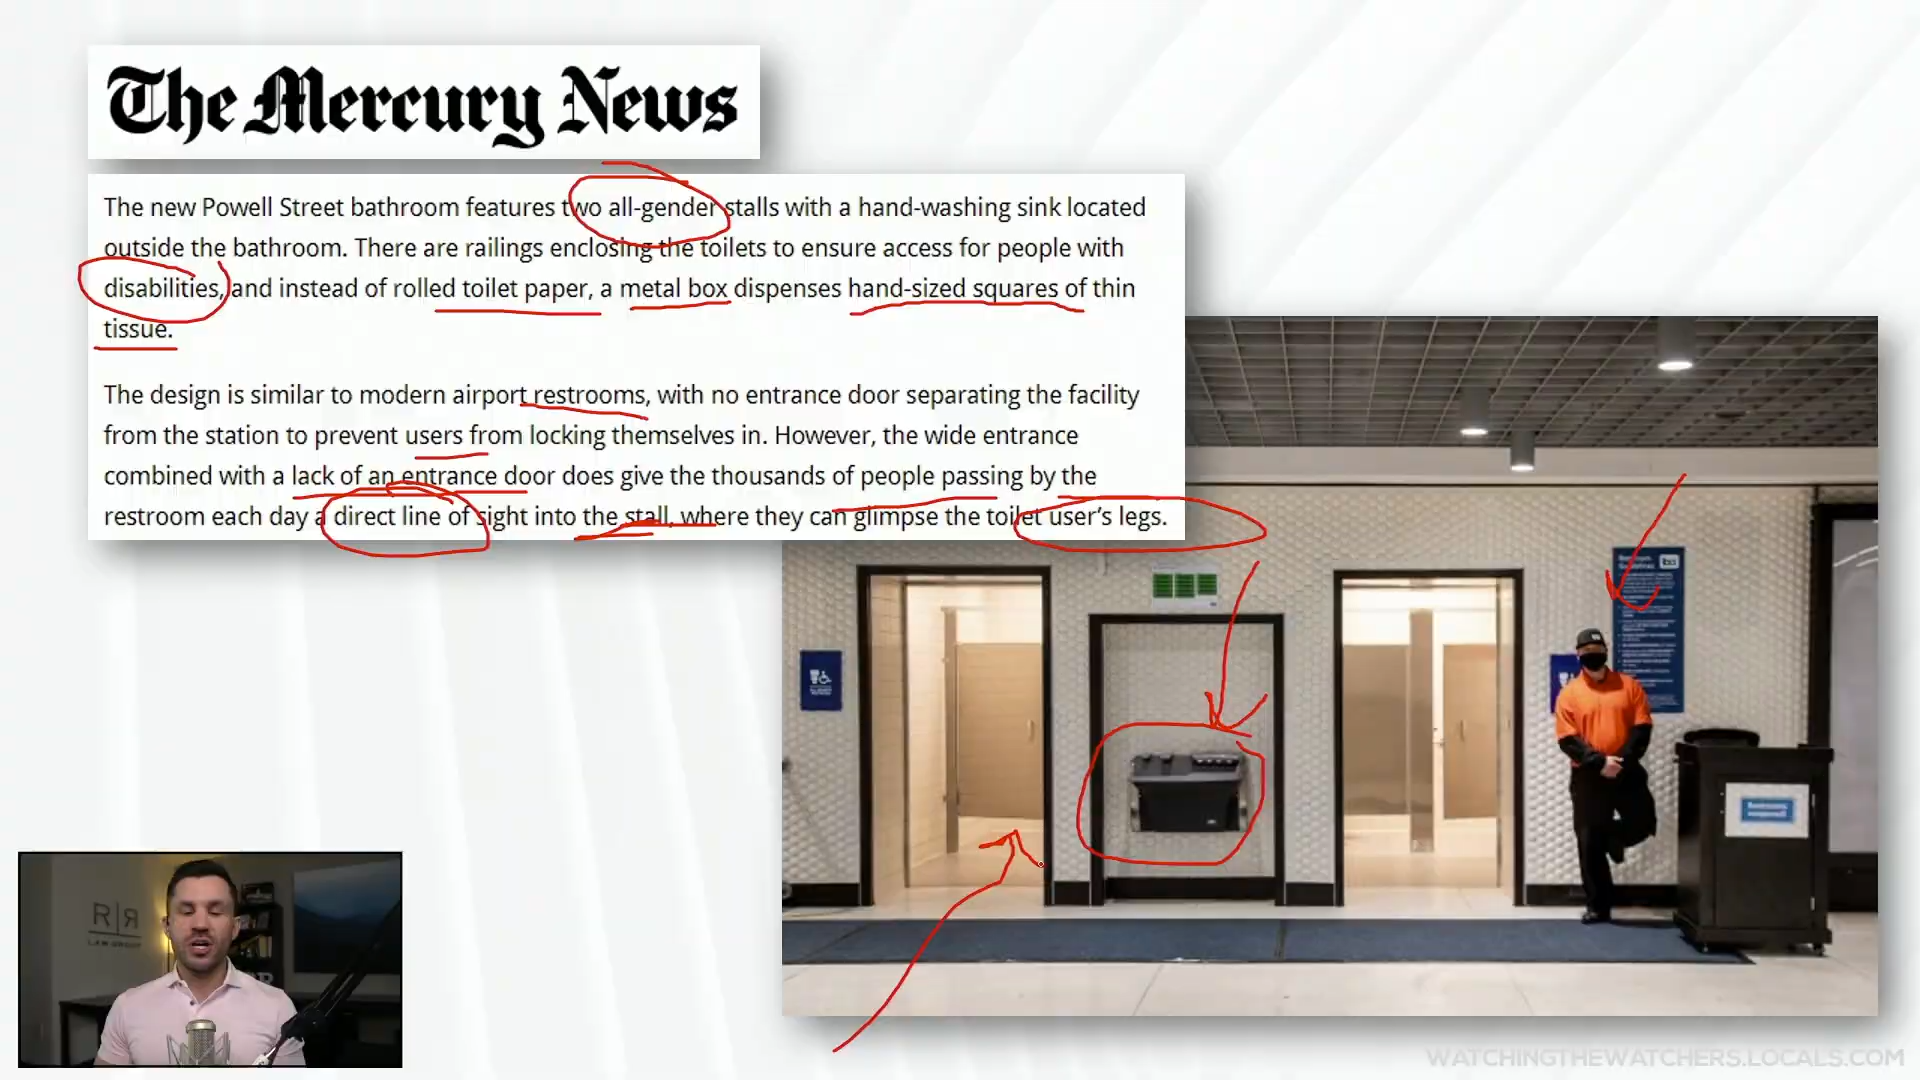 The Mercury News
The new Powell Street bathroom features two all-gender stalls with a hand-washing sink located
outside the bathroom. There are railings enclosing the toilets to ensure access for people with
disabilities, and instead of rolled toilet paper, a metal box dispenses hand-sized squares of thin
tissue.
The design is similar to modern airport restrooms, with no entrance door separating the facility
from the station to prevent users from locking themselves in. However, the wide entrance
combined with a lack of an entrance door does give the thousands of people passing by the
restroom each day a direct line of sight into the stall, where they can glimpse the toilet user’s legs.
R|R
LAW GROUP
WATCHINGTHEWATCHERS.LOCALS.COM